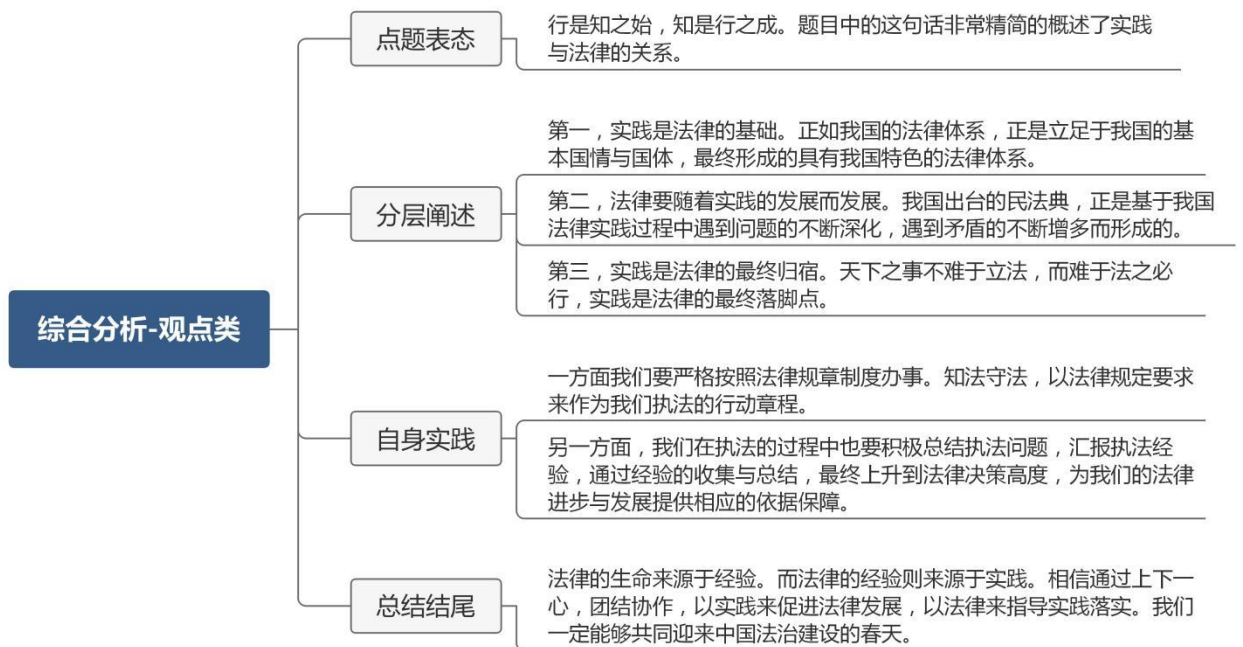 综合分析-观点类
点题表态
行是知之始，知是行之成。题目中的这句话非常精简的概述了实践
与法律的关系。
分层阐述
第一，实践是法律的基础。正如我国的法律体系，正是立足于我国的基
本国情与国体，最终形成的具有我国特色的法律体系。
第二，法律要随着实践的发展而发展。我国出台的民法典，正是基于我国
法律实践过程中遇到问题的不断深化，遇到矛盾的不断增多而形成的。
第三，实践是法律的最终归宿。天下之事不难于立法，而难于法之必
行，实践是法律的最终落脚点。
自身实践
一方面我们要严格按照法律规章制度办事。知法守法，以法律规定要求
来作为我们执法的行动章程。
另一方面，我们在执法的过程中也要积极总结执法问题，汇报执法经
验，通过经验的收集与总结，最终上升到法律决策高度，为我们的法律
进步与发展提供相应的依据保障。
总结结尾
法律的生命来源于经验。而法律的经验则来源于实践。相信通过上下一
心，团结协作，以实践来促进法律发展，以法律来指导实践落实。我们
一定能够共同迎来中国法治建设的春天。